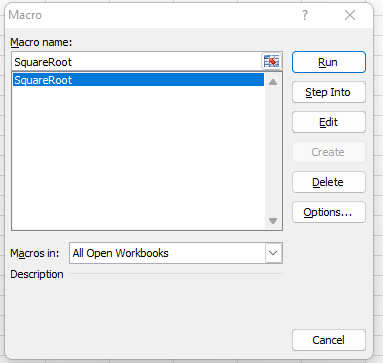 Macro
Macro name:
SquareRoot
SquareRoot
Run
Step Into
Edit
Create
Delete
Options...
Macros in: All Open Workbooks
Description
Cancel